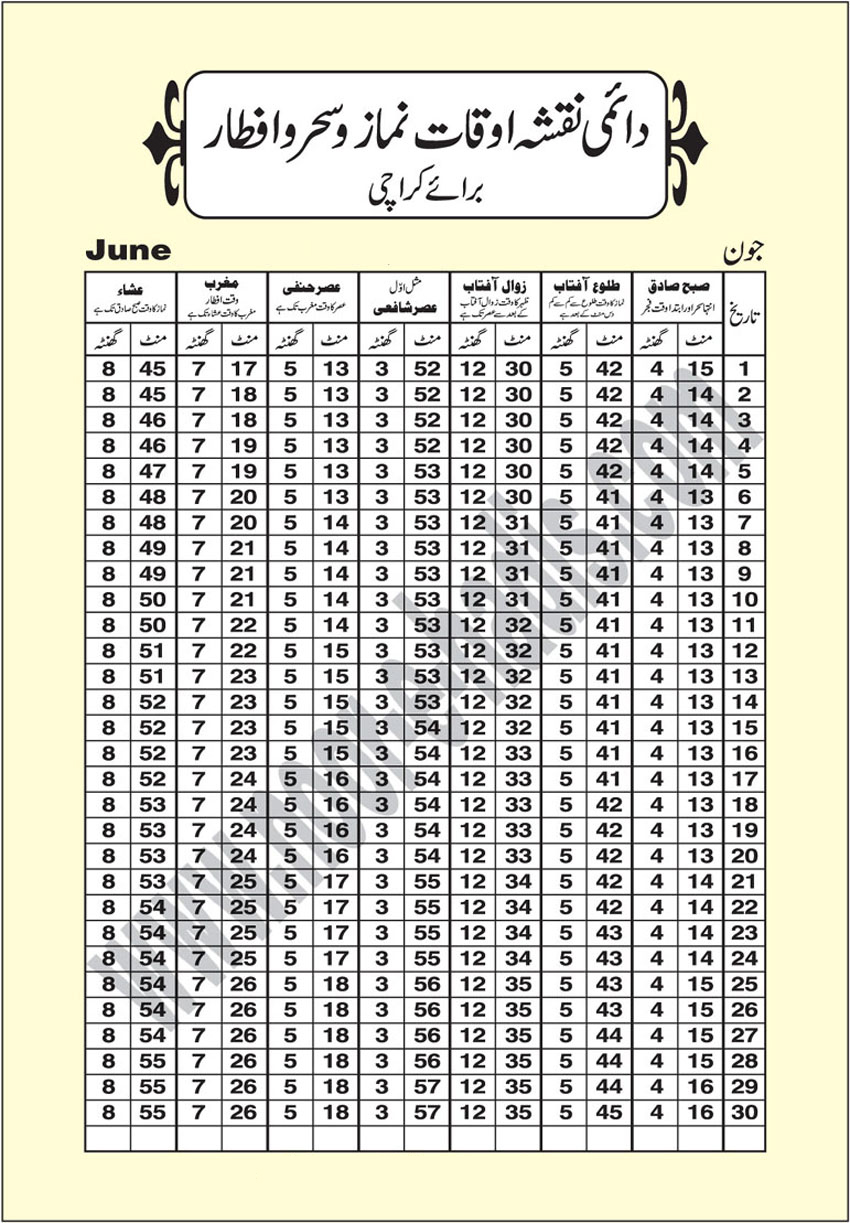 دائمی نقشہ اوقات نماز و سحر و افطار
برائے کراچی
June جون
تاریخ صبح صادق طلوع آفتاب زوال آفتاب مثل اوّل عصر شافعی عصر حنفی مغرب عشاء
انتہا سحر اور ابتدا وقت فجر نماز کا وقت طلوع سے کم سے کم دس منٹ کے بعد ہے ظہر کا وقت زوال آفتاب کے بعد سے عصر تک ہے عصر کا وقت مغرب تک ہے وقت افطار مغرب کا وقت عشاء تک ہے نماز کا وقت صبح صادق تک ہے
منٹ گھنٹہ منٹ گھنٹہ منٹ گھنٹہ منٹ گھنٹہ منٹ گھنٹہ منٹ گھنٹہ منٹ گھنٹہ
8 45 7 17 5 13 3 52 12 30 5 42 4 15 1
8 45 7 18 5 13 3 52 12 30 5 42 4 14 2
8 46 7 18 5 13 3 52 12 30 5 42 4 14 3
8 46 7 19 5 13 3 52 12 30 5 42 4 14 4
8 47 7 19 5 13 3 53 12 30 5 42 4 14 5
8 48 7 20 5 13 3 53 12 30 5 41 4 13 6
8 48 7 20 5 14 3 53 12 31 5 41 4 13 7
8 49 7 21 5 14 3 53 12 31 5 41 4 13 8
8 49 7 21 5 14 3 53 12 31 5 41 4 13 9
8 50 7 21 5 14 3 53 12 31 5 41 4 13 10
8 50 7 22 5 14 3 53 12 32 5 41 4 13 11
8 51 7 22 5 15 3 53 12 32 5 41 4 13 12
8 51 7 23 5 15 3 53 12 32 5 41 4 13 13
8 52 7 23 5 15 3 53 12 32 5 41 4 13 14
8 52 7 23 5 15 3 54 12 32 5 41 4 13 15
8 52 7 23 5 15 3 54 12 33 5 41 4 13 16
8 52 7 24 5 16 3 54 12 33 5 41 4 13 17
8 53 7 24 5 16 3 54 12 33 5 42 4 13 18
8 53 7 24 5 16 3 54 12 33 5 42 4 13 19
8 53 7 24 5 16 3 54 12 33 5 42 4 13 20
8 53 7 25 5 17 3 55 12 34 5 42 4 14 21
8 54 7 25 5 17 3 55 12 34 5 42 4 14 22
8 54 7 25 5 17 3 55 12 34 5 43 4 14 23
8 54 7 25 5 17 3 55 12 34 5 43 4 14 24
8 54 7 26 5 18 3 56 12 35 5 43 4 15 25
8 54 7 26 5 18 3 56 12 35 5 43 4 15 26
8 54 7 26 5 18 3 56 12 35 5 44 4 15 27
8 55 7 26 5 18 3 56 12 35 5 44 4 15 28
8 55 7 26 5 18 3 57 12 35 5 44 4 16 29
8 55 7 26 5 18 3 57 12 35 5 45 4 16 30
www.noor-e-hadis.com